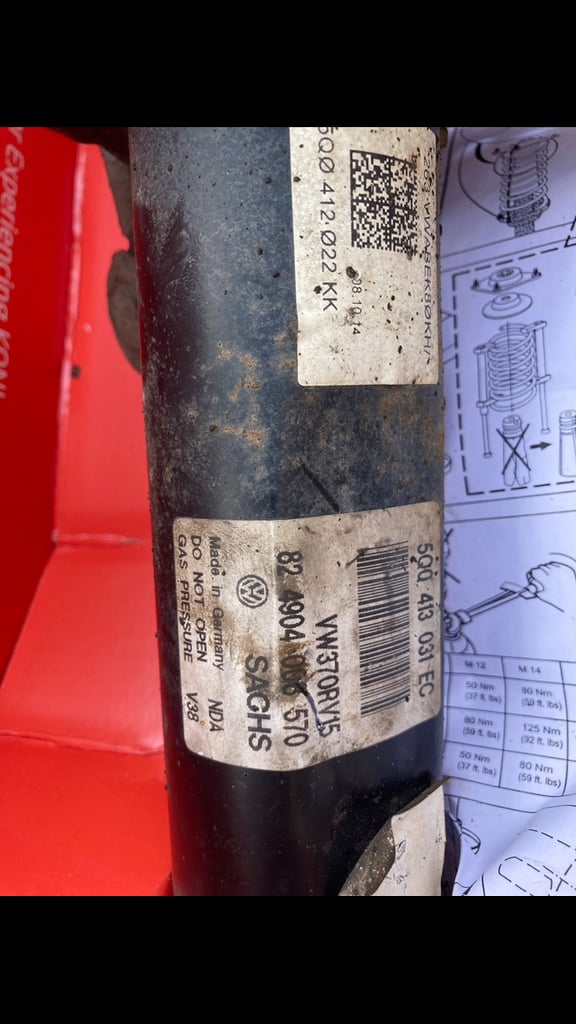 5Q0 412 022 KK
08.10.14
5Q0 413 031 EC
VW370RV15
82 4904 570
SACHS
Made in Germany NDA
DO NOT OPEN
GAS PRESSURE V38
Experiencing KONI
M 12 M 14
50 Nm 80 Nm
(37 ft. lbs) (59 ft. lbs)
80 Nm 125 Nm
(59 ft. lbs) (92 ft. lbs)
50 Nm 80 Nm
(37 ft. lbs) (59 ft. lbs)